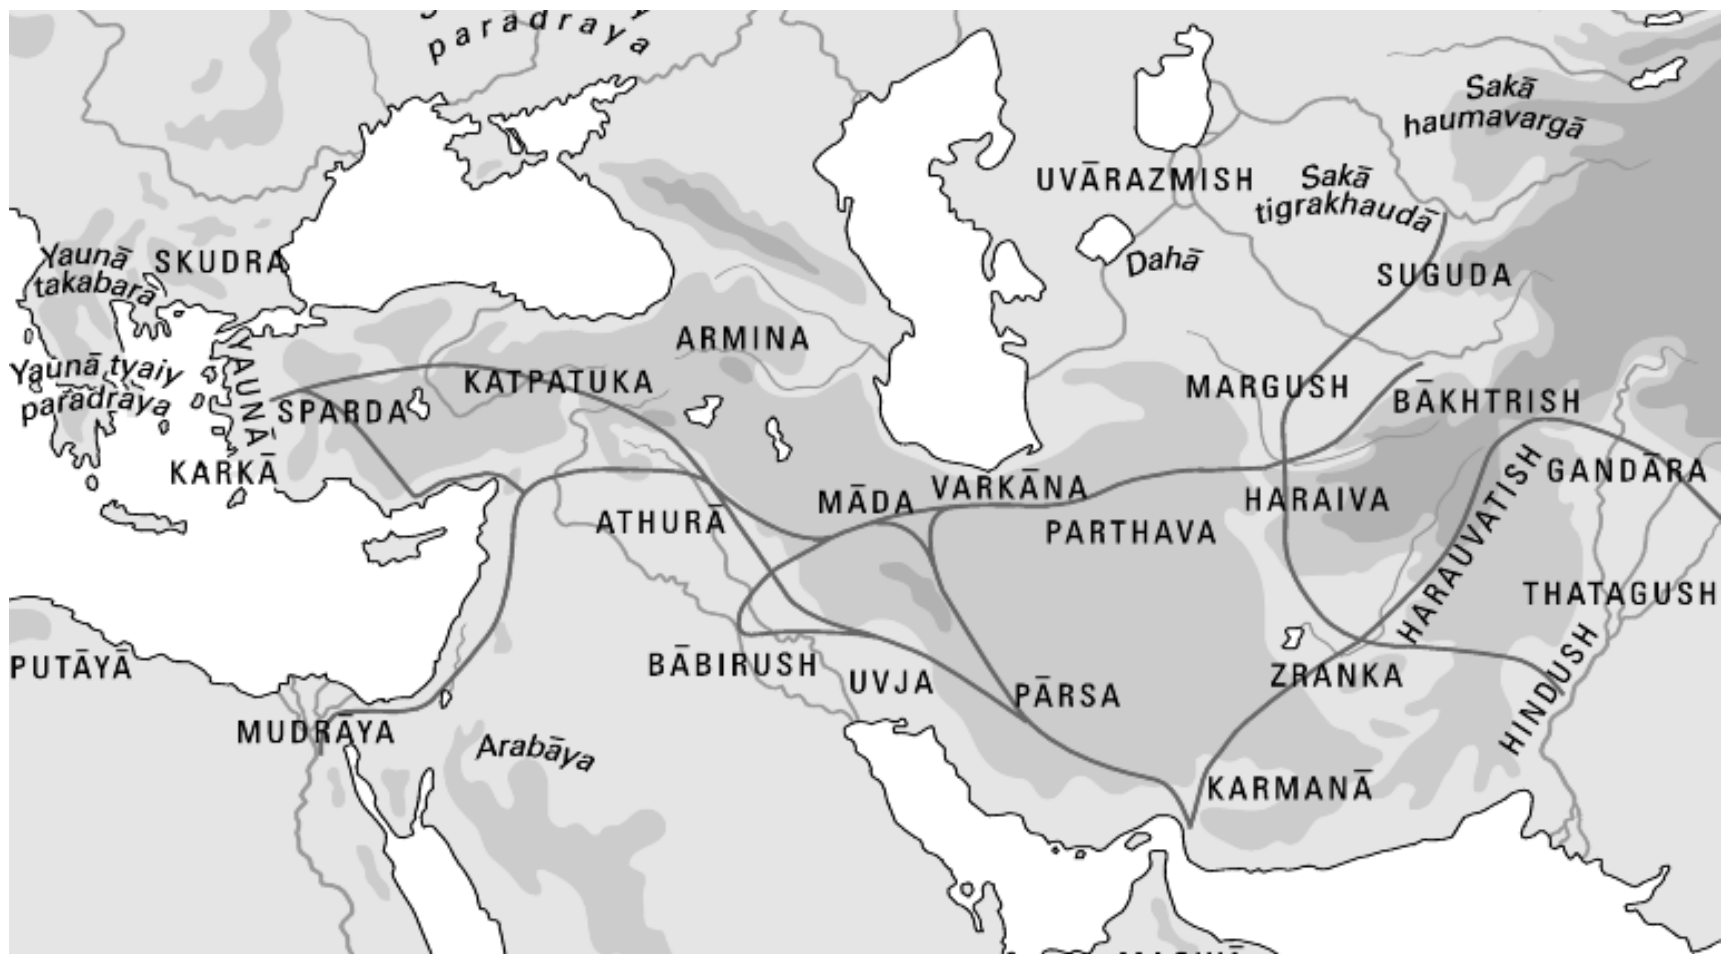 paradraya
Sakā
haumavargā
UVĀRAZMISH
Sakā
tigrakhaudā
Yaunā
takabarā
SKUDRA
Dahā
SUGUDA
ARMINA
Yaunā tyaiy
paradraya
YAUNĀ
KATPATUKA
SPARDA
MARGUSH
BĀKHTRISH
KARKĀ
MĀDA
VARKĀNA
HARAIVA
GANDĀRA
ATHURĀ
PARTHAVA
HARAUVATISH
THATAGUSH
PUTĀYĀ
BĀBIRUSH
UVJA
PĀRSA
ZRANKA
HINDUSH
MUDRĀYA
Arabāya
KARMANĀ